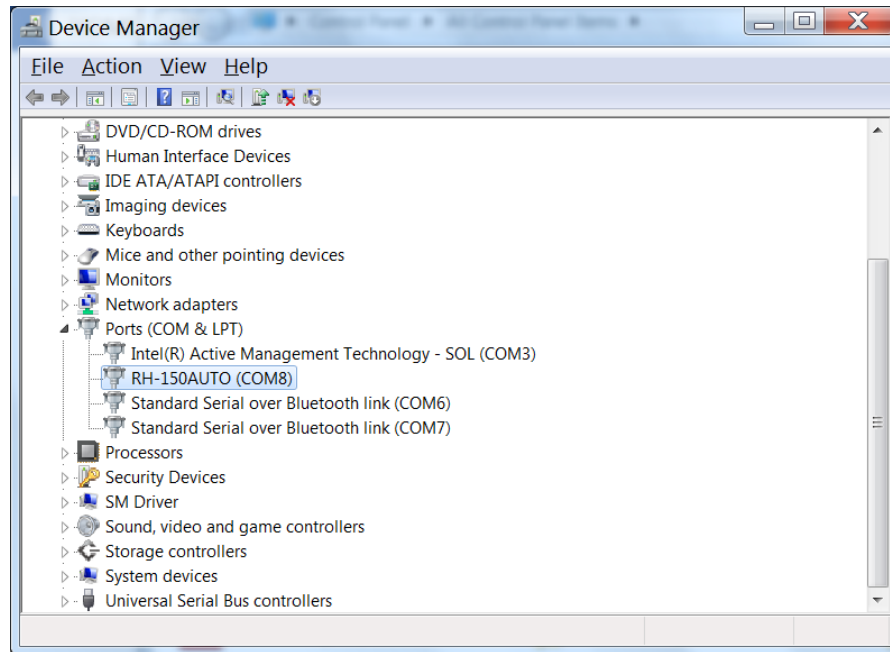 Device Manager
File Action View Help
DVD/CD-ROM drives
Human Interface Devices
IDE ATA/ATAPI controllers
Imaging devices
Keyboards
Mice and other pointing devices
Monitors
Network adapters
Ports (COM & LPT)
Intel(R) Active Management Technology - SOL (COM3)
RH-150AUTO (COM8)
Standard Serial over Bluetooth link (COM6)
Standard Serial over Bluetooth link (COM7)
Processors
Security Devices
SM Driver
Sound, video and game controllers
Storage controllers
System devices
Universal Serial Bus controllers